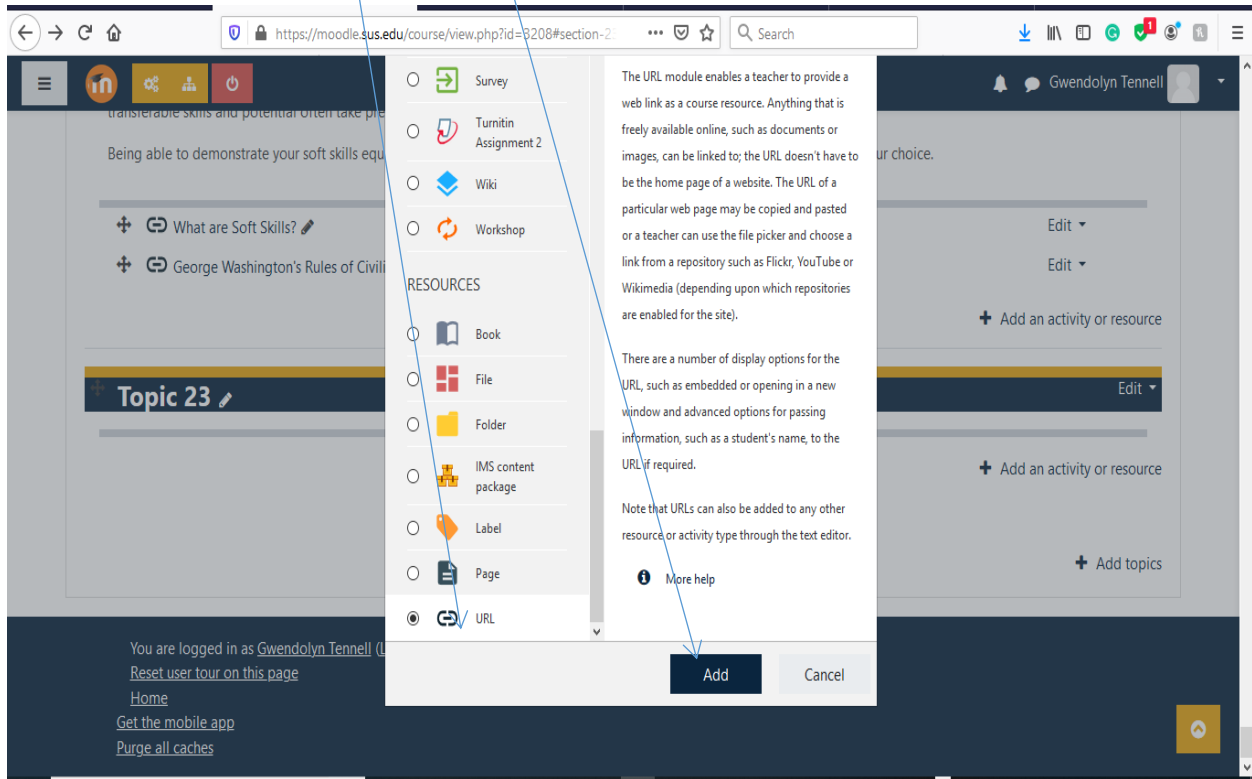 https://moodle.sus.edu/course/view.php?id=3208#section-2
Search
1
Gwendolyn Tennell
transferable skills and potential often take pre
Being able to demonstrate your soft skills equ
ur choice.
What are Soft Skills?
Edit
George Washington's Rules of Civili
Edit
+ Add an activity or resource
Topic 23
Edit
+ Add an activity or resource
+ Add topics
Survey
Turnitin
Assignment 2
Wiki
Workshop
RESOURCES
Book
File
Folder
IMS content
package
Label
Page
URL
The URL module enables a teacher to provide a
web link as a course resource. Anything that is
freely available online, such as documents or
images, can be linked to; the URL doesn't have to
be the home page of a website. The URL of a
particular web page may be copied and pasted
or a teacher can use the file picker and choose a
link from a repository such as Flickr, YouTube or
Wikimedia (depending upon which repositories
are enabled for the site).
There are a number of display options for the
URL, such as embedded or opening in a new
window and advanced options for passing
information, such as a student's name, to the
URL if required.
Note that URLs can also be added to any other
resource or activity type through the text editor.
More help
Add
Cancel
You are logged in as Gwendolyn Tennell (L
Reset user tour on this page
Home
Get the mobile app
Purge all caches